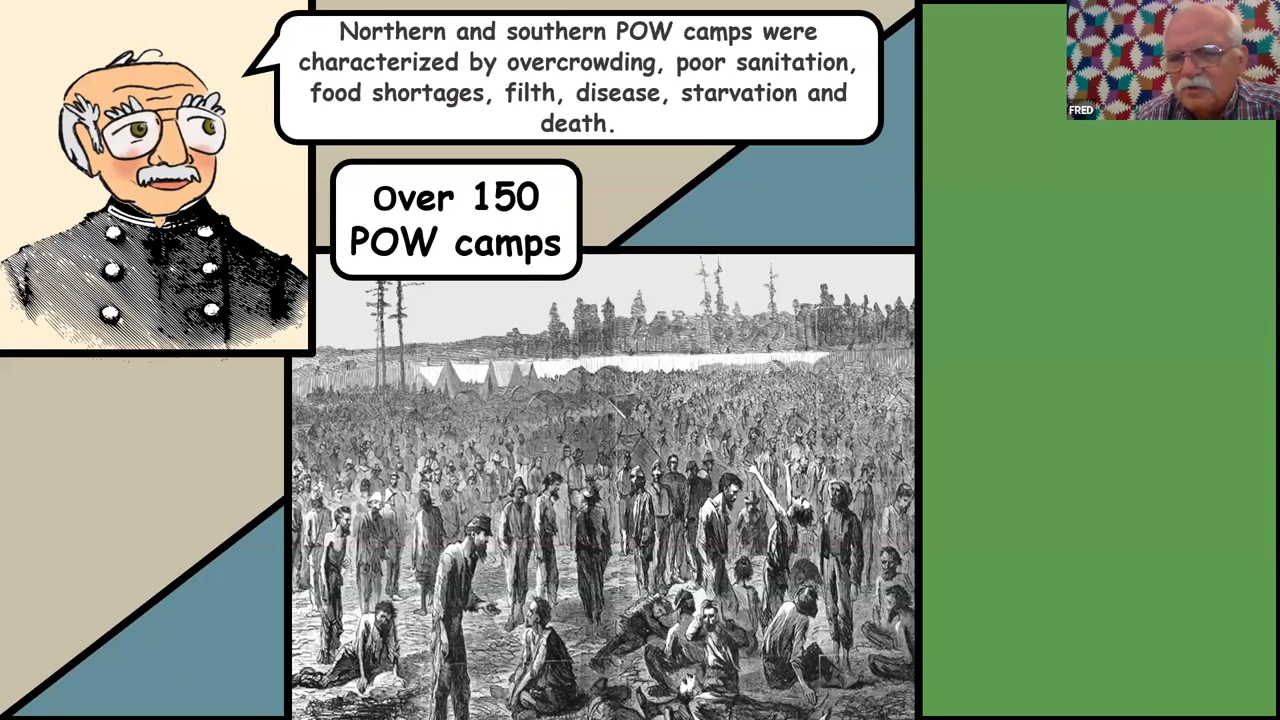 Northern and southern POW camps were
characterized by overcrowding, poor sanitation,
food shortages, filth, disease, starvation and
death.
Over 150
POW camps
FRED